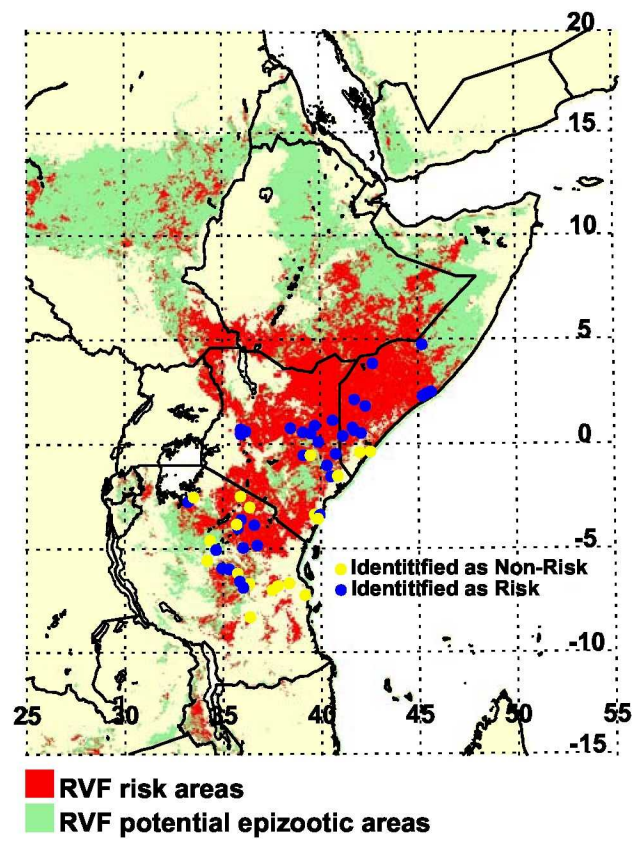 20
15
10
5
0
-5
Identitified as Non-Risk
Identitified as Risk
-10
25 30 35 40 45 50 55
-15
RVF risk areas
RVF potential epizootic areas